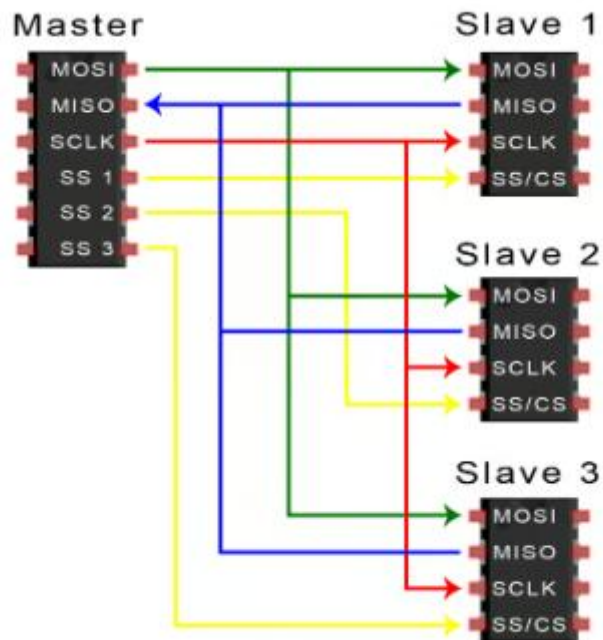 Master
MOSI
MISO
SCLK
SS 1
SS 2
SS 3
Slave 1
MOSI
MISO
SCLK
SS/CS
Slave 2
MOSI
MISO
SCLK
SS/CS
Slave 3
MOSI
MISO
SCLK
SS/CS